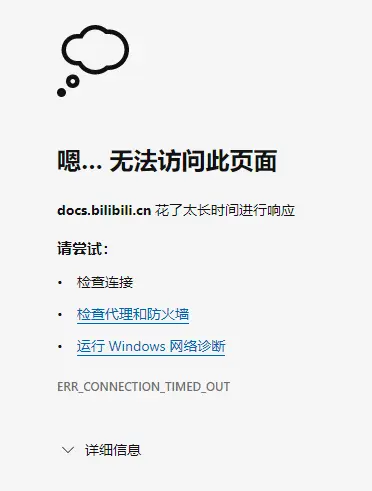 嗯… 无法访问此页面
docs.bilibili.cn 花了太长时间进行响应
请尝试：
• 检查连接
• 检查代理和防火墙
• 运行 Windows 网络诊断
ERR_CONNECTION_TIMED_OUT
详细信息